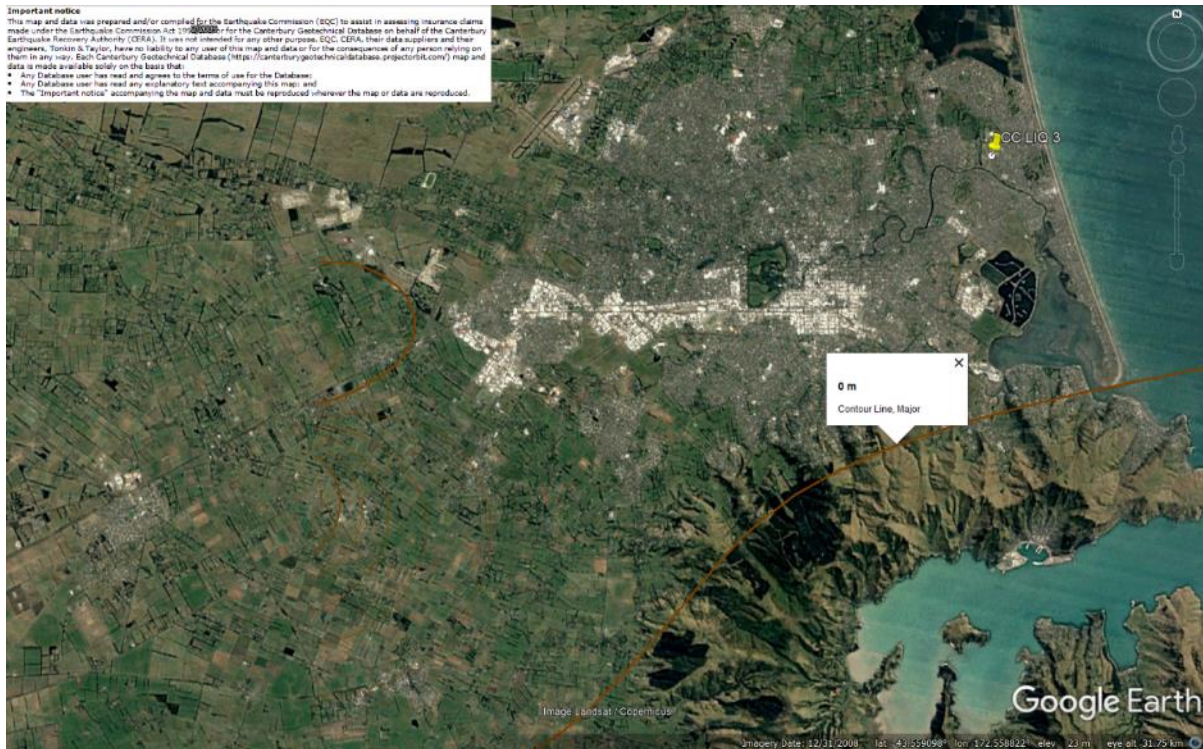 Important notice
This map and data was prepared and/or compiled for the Earthquake Commission (EQC) to assist in assessing insurance claims
made under the Earthquake Commission Act 199 or for the Canterbury Geotechnical Database on behalf of the Canterbury
Earthquake Recovery Authority (CERA). It was not intended for any other purpose. EQC, CERA, their data suppliers and their
engineers, Tonkin & Taylor, have no liability to any user of this map and data or for the consequences of any person relying on
them in any way. Each Canterbury Geotechnical Database (https://canterburygeotechnicaldatabase.projectorbit.com/) map and
data is made available solely on the basis that:
• Any Database user has read and agrees to the terms of use for the Database;
• Any Database user has read any explanatory text accompanying this map; and
• The "Important notice" accompanying the map and data must be reproduced wherever the map or data are reproduced.
N
CC LIQ 3
0 m
Contour Line, Major
Image Landsat / Copernicus
Google Earth
Imagery Date: 12/31/2008 lat -43.559098° lon 172.558822° elev 23 m eye alt 31.75 km